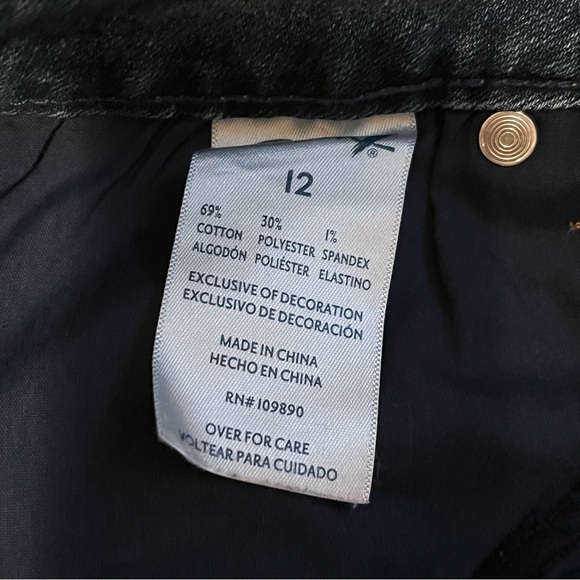 ®
12
69% 30% 1%
COTTON POLYESTER SPANDEX
ALGODÓN POLIÉSTER ELASTINO
EXCLUSIVE OF DECORATION
EXCLUSIVO DE DECORACIÓN
MADE IN CHINA
HECHO EN CHINA
RN#109890
OVER FOR CARE
VOLTEAR PARA CUIDADO